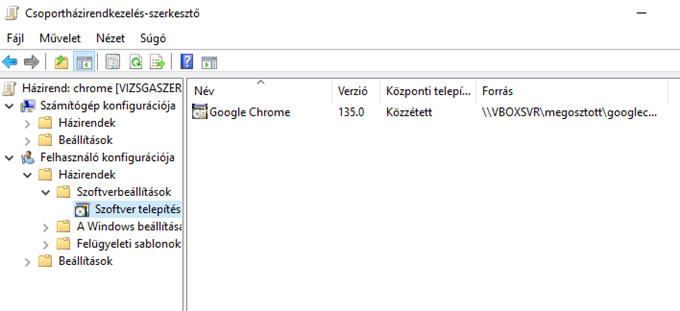 Csoportházirendkezelés-szerkesztő
Fájl Művelet Nézet Súgó
Házirend: chrome [VIZSGASZER
Számítógép konfigurációja
Házirendek
Beállítások
Felhasználó konfigurációja
Házirendek
Szoftverbeállítások
Szoftver telepítés
A Windows beállítása
Felügyeleti sablonok
Beállítások
Név Verzió Központi telepí... Forrás
Google Chrome 135.0 Közzétett \\VBOXSVR\megosztott\googlec...